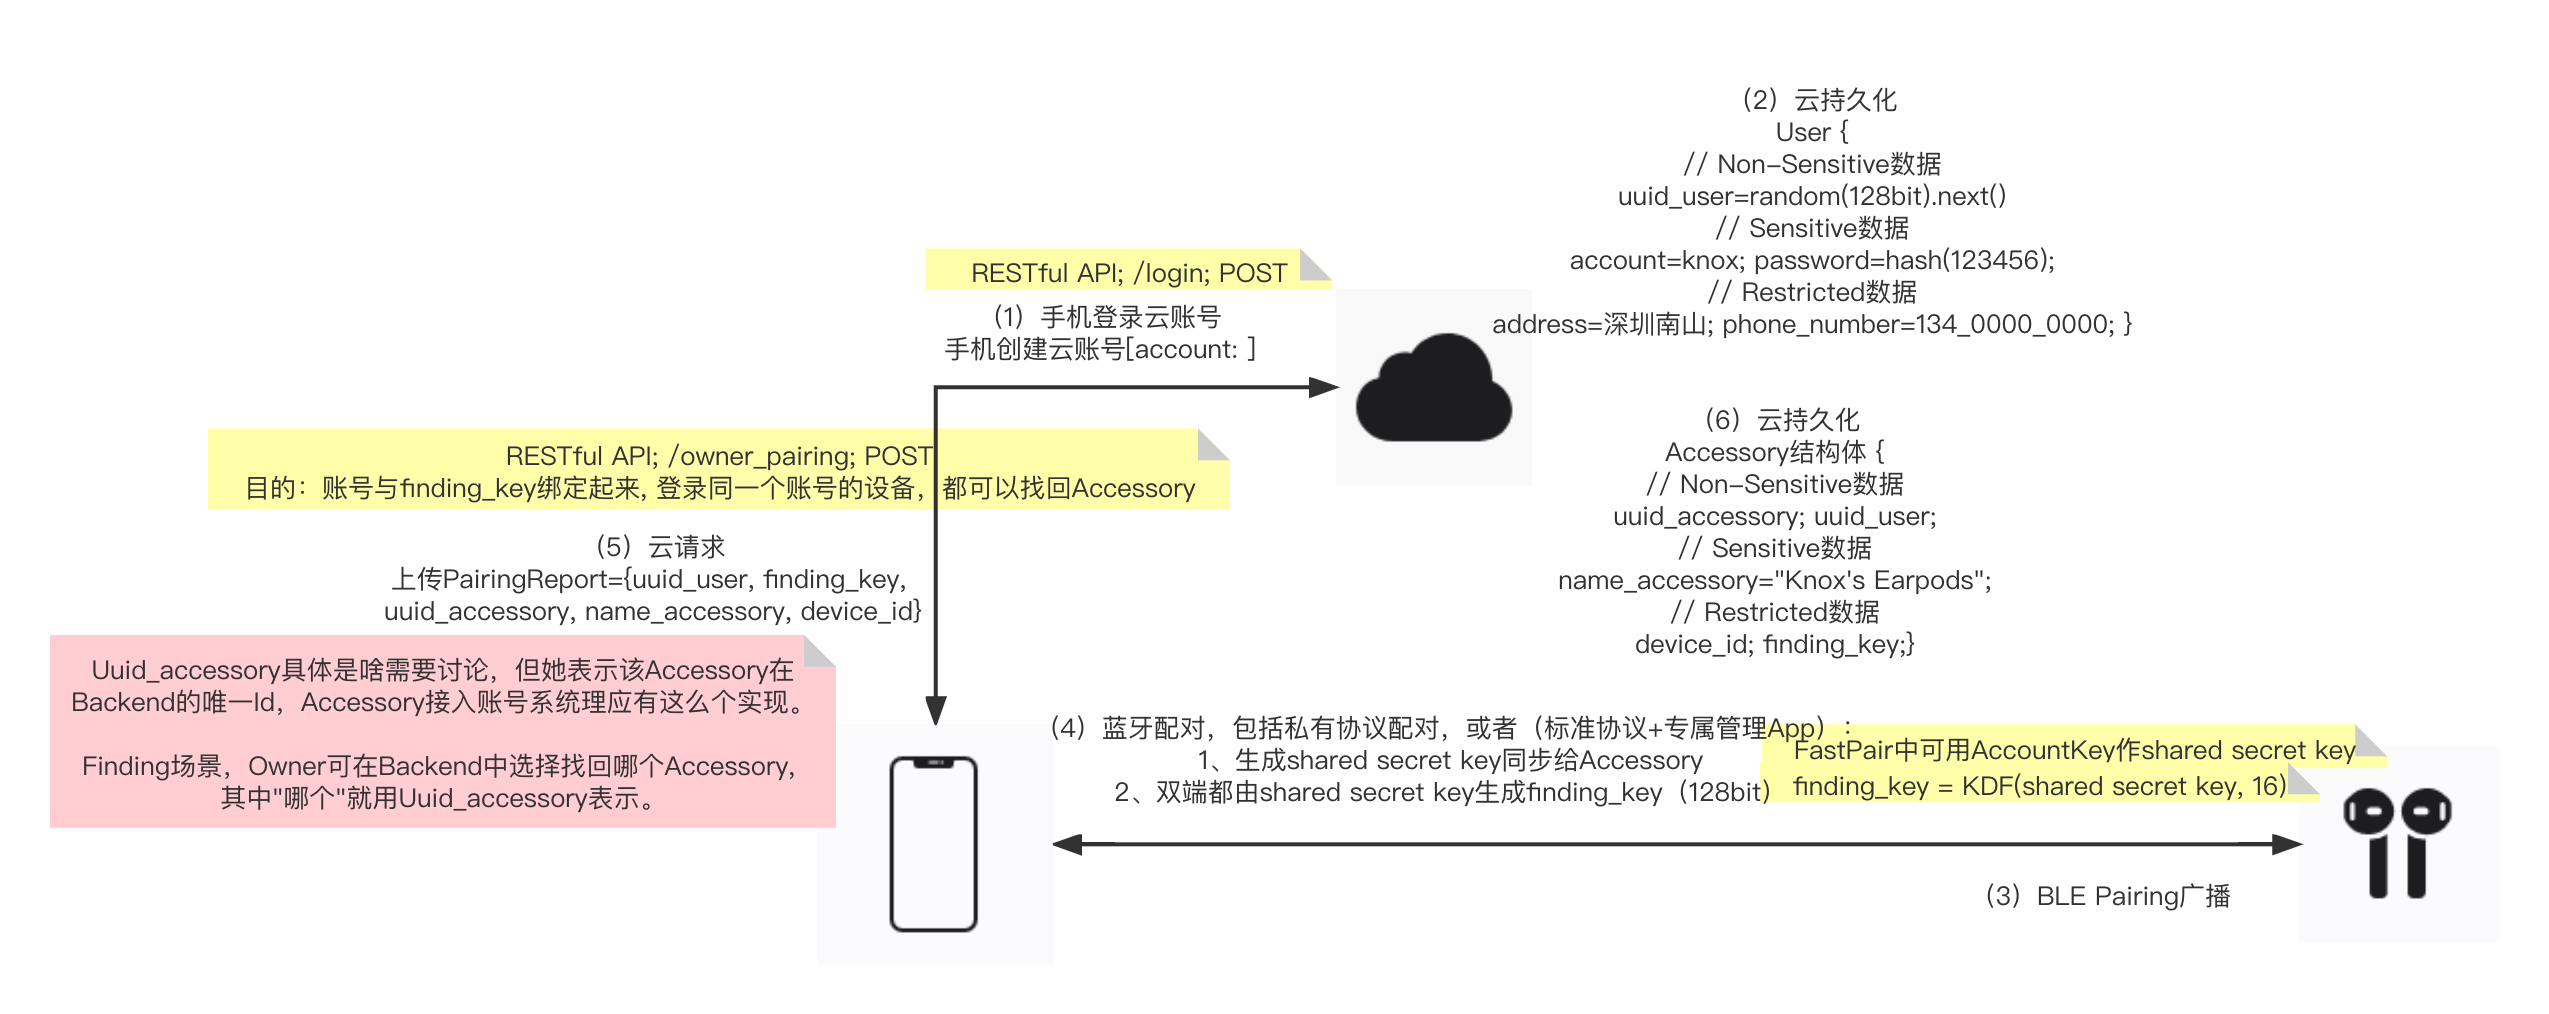 （2）云持久化
User {
// Non-Sensitive数据
uuid_user=random(128bit).next()
// Sensitive数据
account=knox; password=hash(123456);
// Restricted数据
address=深圳南山; phone_number=134_0000_0000; }
RESTful API; /login; POST
（1）手机登录云账号
手机创建云账号[account: ]
RESTful API; /owner_pairing; POST
目的：账号与finding_key绑定起来, 登录同一个账号的设备，都可以找回Accessory
（6）云持久化
Accessory结构体 {
// Non-Sensitive数据
uuid_accessory; uuid_user;
// Sensitive数据
name_accessory="Knox's Earpods";
// Restricted数据
device_id; finding_key;}
（5）云请求
上传PairingReport={uuid_user, finding_key,
uuid_accessory, name_accessory, device_id}
Uuid_accessory具体是啥需要讨论，但她表示该Accessory在
Backend的唯一Id，Accessory接入账号系统理应有这么个实现。
Finding场景，Owner可在Backend中选择找回哪个Accessory,
其中"哪个"就用Uuid_accessory表示。
（4）蓝牙配对，包括私有协议配对，或者（标准协议+专属管理App）：
1、生成shared secret key同步给Accessory
2、双端都由shared secret key生成finding_key（128bit）
FastPair中可用AccountKey作shared secret key
finding_key = KDF(shared secret key, 16)
（3）BLE Pairing广播